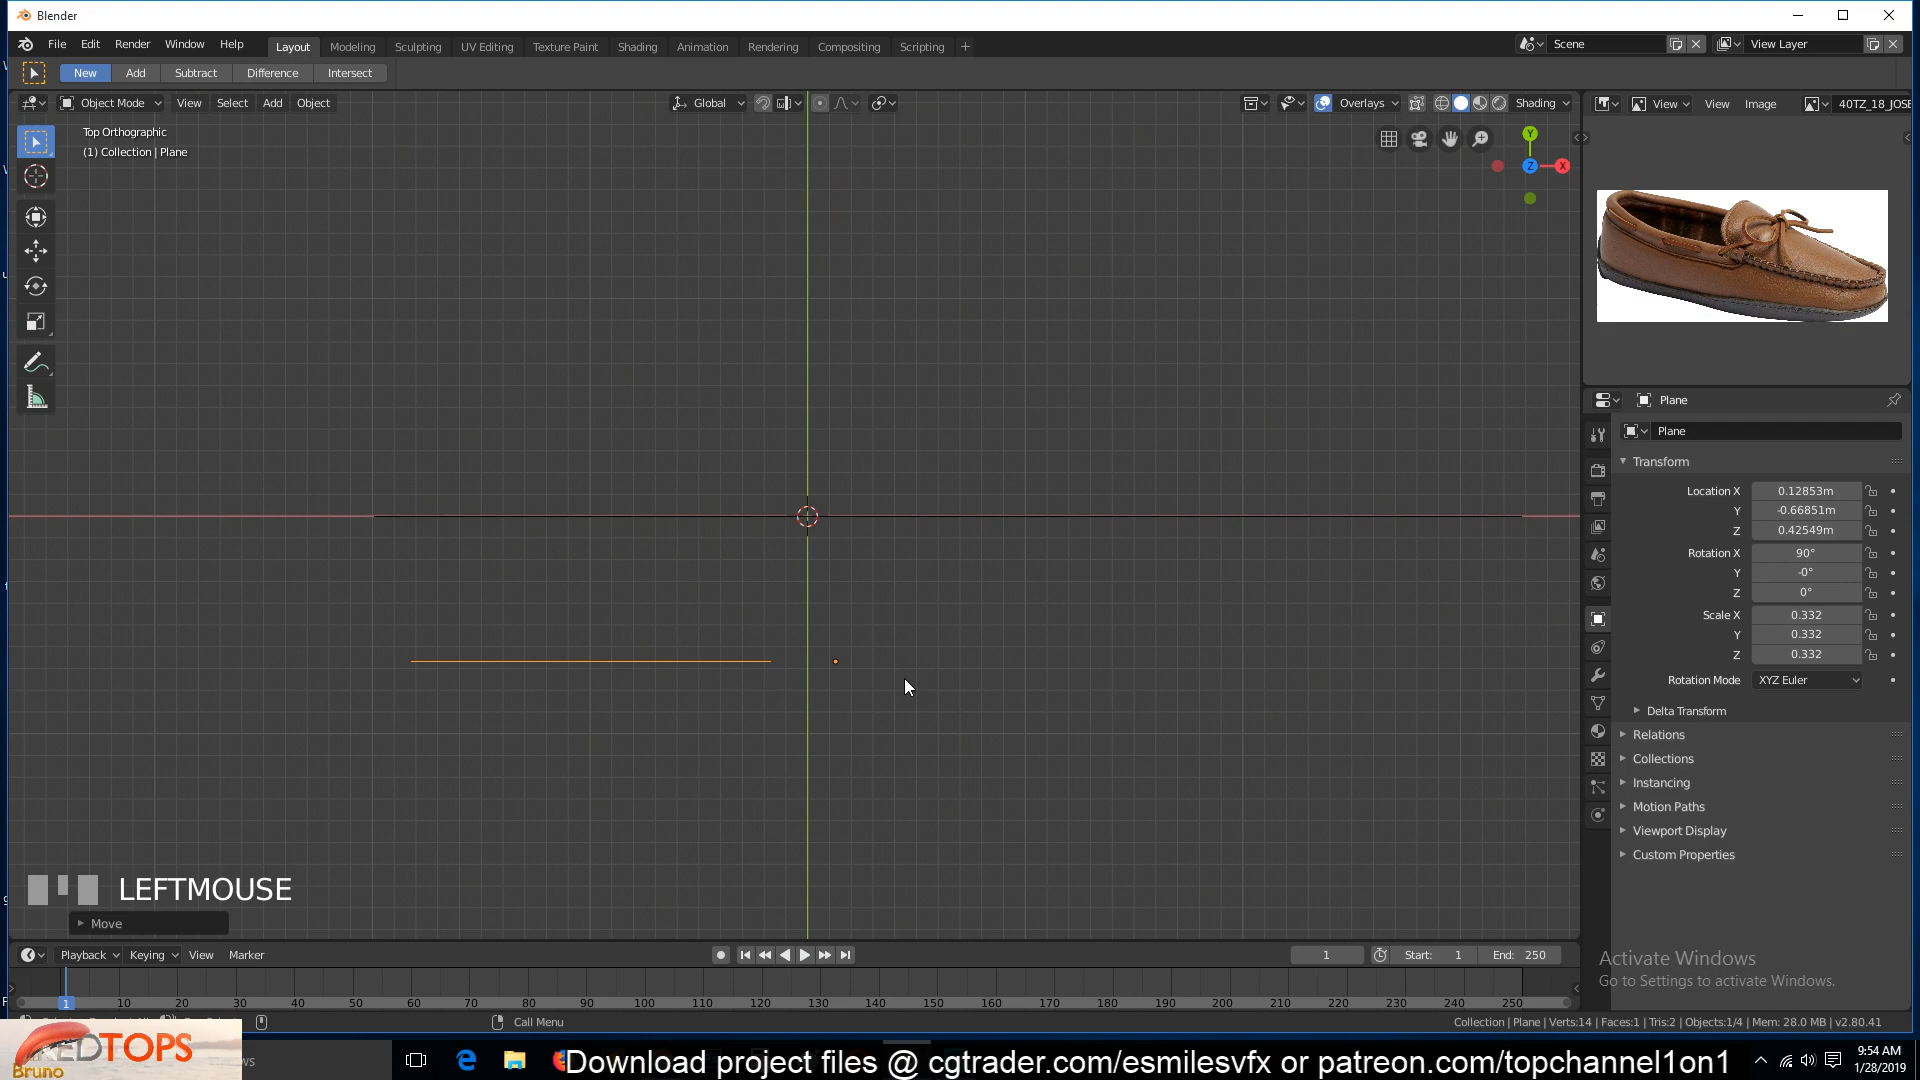 Blender
File Edit Render Window Help Layout Modeling Sculpting UV Editing Texture Paint Shading Animation Rendering Compositing Scripting + Scene View Layer
New Add Subtract Difference Intersect
Object Mode View Select Add Object Global Overlays Shading View View Image 40TZ_18_JOSE
Top Orthographic
(1) Collection | Plane
Y
Z X
Plane
Plane
Transform
Location X 0.12853m
Y -0.66851m
Z 0.42549m
Rotation X 90°
Y -0°
Z 0°
Scale X 0.332
Y 0.332
Z 0.332
Rotation Mode XYZ Euler
Delta Transform
Relations
Collections
Instancing
Motion Paths
Viewport Display
Custom Properties
LEFTMOUSE
Move
Playback Keying View Marker 1 Start: 1 End: 250
Activate Windows
Go to Settings to activate Windows.
1 10 20 30 40 50 60 70 80 90 100 110 120 130 140 150 160 170 180 190 200 210 220 230 240 250
Call Menu Collection | Plane | Verts:14 | Faces:1 | Tris:2 | Objects:1/4 | Mem: 28.0 MB | v2.80.41
REDTOPS
Bruno
Download project files @ cgtrader.com/esmilesvfx or patreon.com/topchannel1on1
9:54 AM
1/28/2019